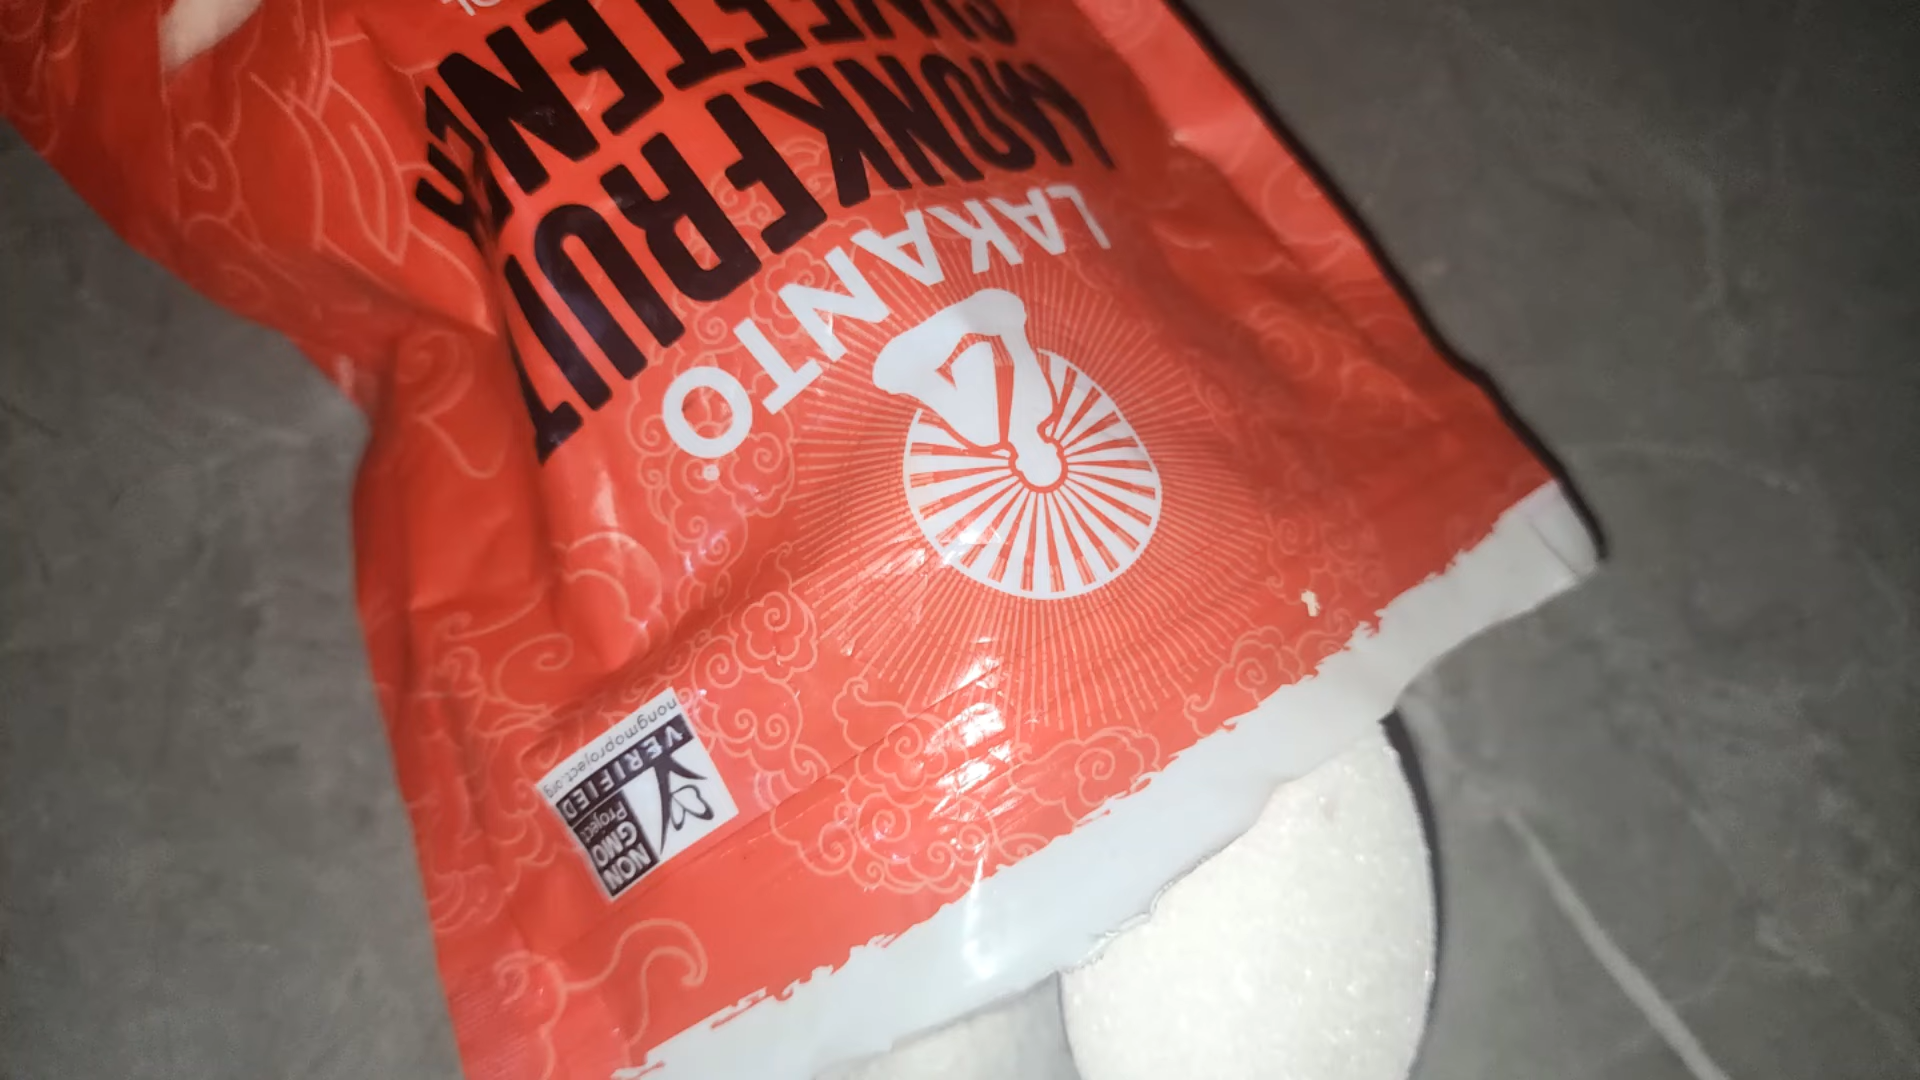 LAKANTO®
MONKFRUIT
SWEETENER
NON
GMO
Project
VERIFIED
nongmoproject.org